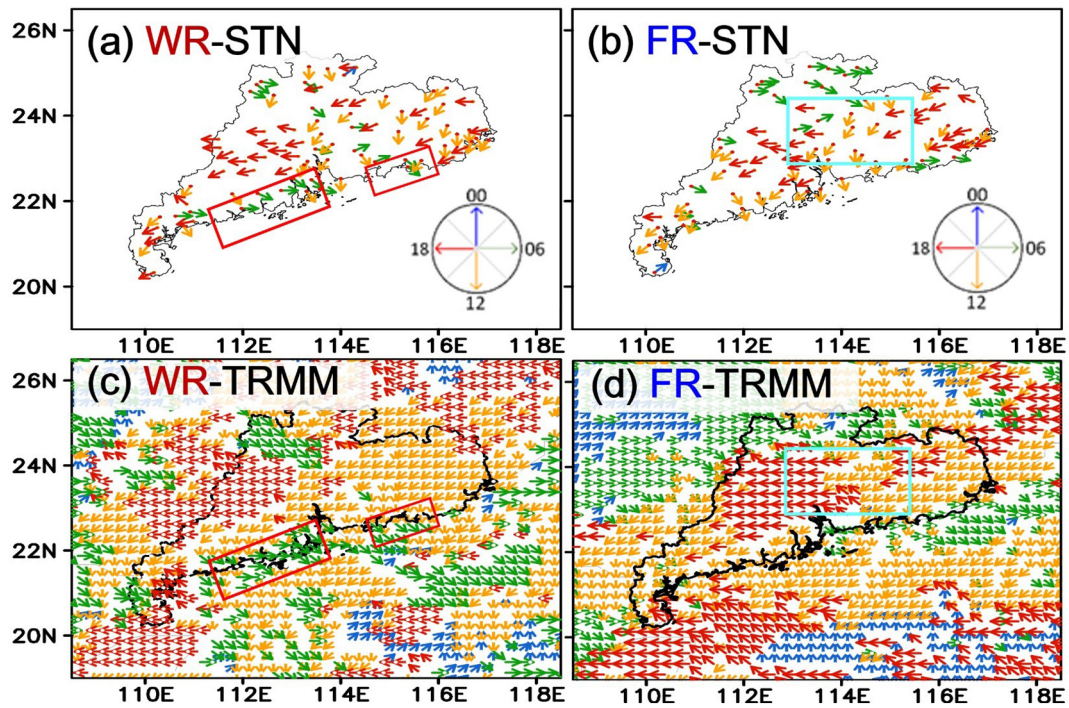 (a) WR-STN
(b) FR-STN
26N
24N
22N
20N
00
18
06
12
00
18
06
12
110E 112E 114E 116E 118E
110E 112E 114E 116E 118E
(c) WR-TRMM
(d) FR-TRMM
26N
24N
22N
20N
110E 112E 114E 116E 118E
110E 112E 114E 116E 118E